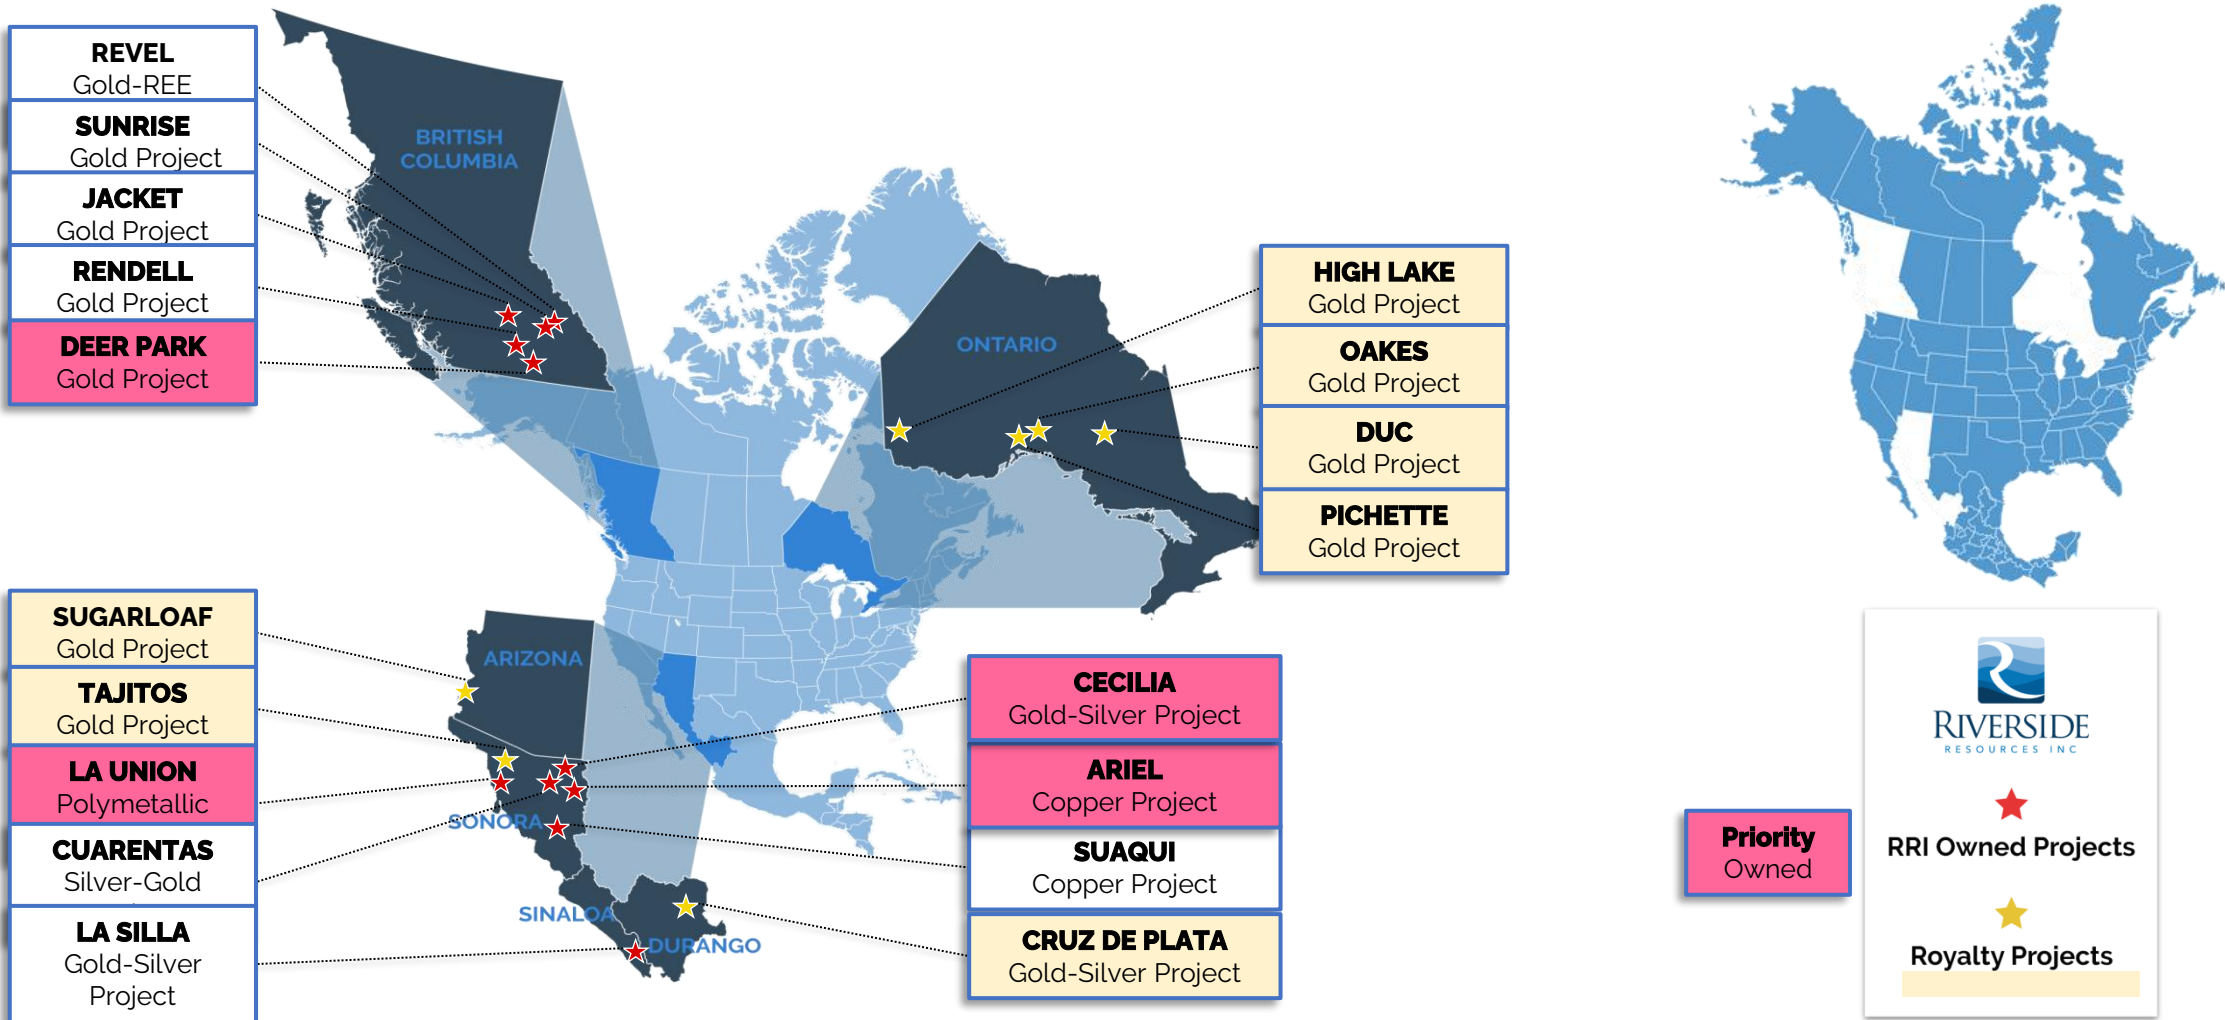 REVEL
Gold-REE
SUNRISE
Gold Project
JACKET
Gold Project
RENDELL
Gold Project
DEER PARK
Gold Project
BRITISH
COLUMBIA
ONTARIO
HIGH LAKE
Gold Project
OAKES
Gold Project
DUC
Gold Project
PICHETTE
Gold Project
SUGARLOAF
Gold Project
TAJITOS
Gold Project
LA UNION
Polymetallic
CUARENTAS
Silver-Gold
LA SILLA
Gold-Silver
Project
ARIZONA
SONORA
SINALOA
DURANGO
CECILIA
Gold-Silver Project
ARIEL
Copper Project
SUAQUI
Copper Project
CRUZ DE PLATA
Gold-Silver Project
Priority
Owned
RIVERSIDE
RESOURCES INC
RRI Owned Projects
Royalty Projects